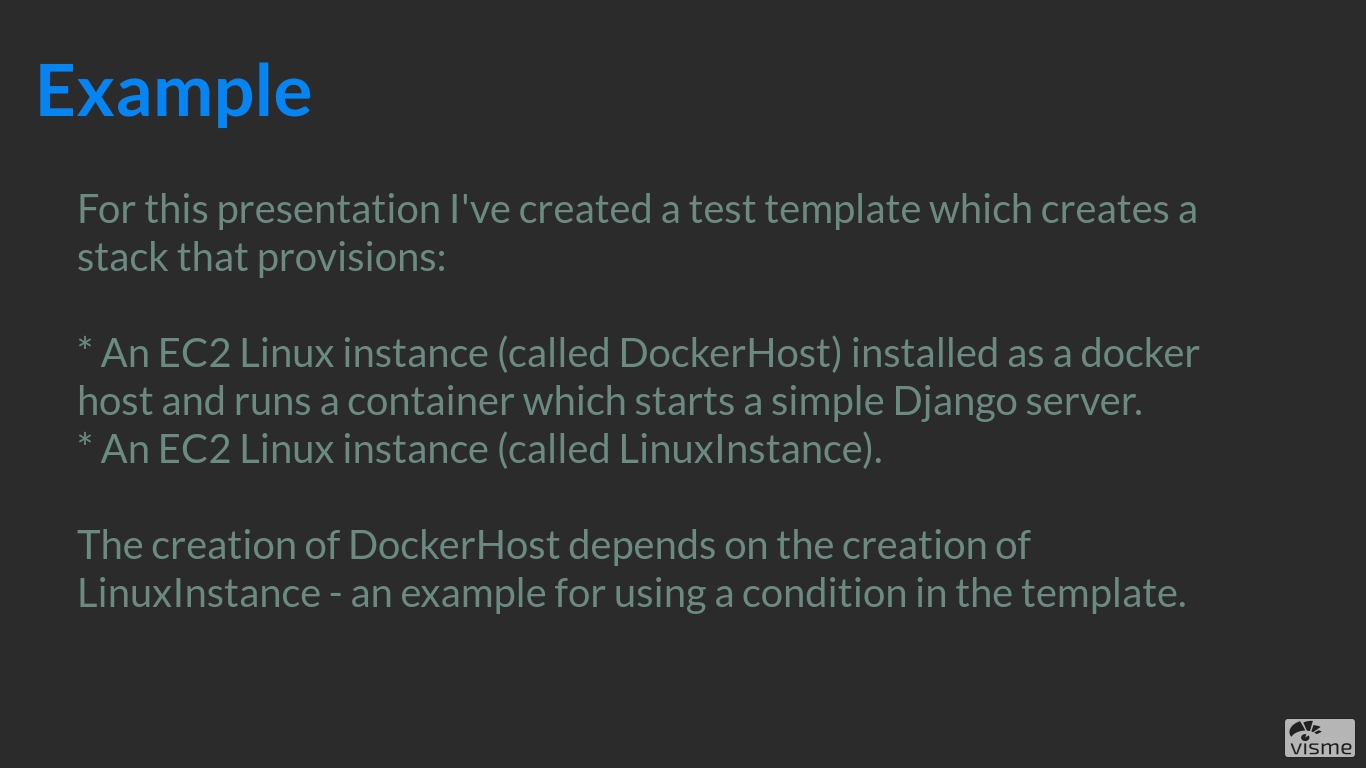 Example
For this presentation I've created a test template which creates a
stack that provisions:
* An EC2 Linux instance (called DockerHost) installed as a docker
host and runs a container which starts a simple Django server.
* An EC2 Linux instance (called LinuxInstance).
The creation of DockerHost depends on the creation of
LinuxInstance - an example for using a condition in the template.
visme